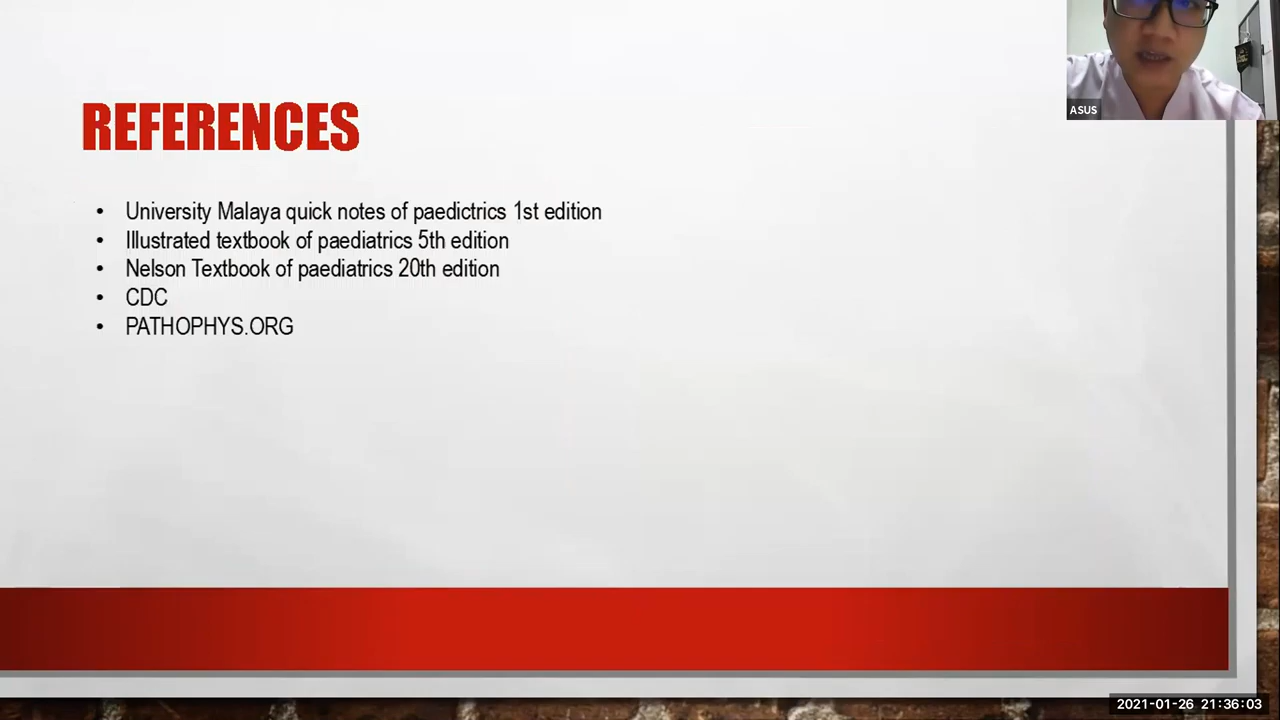 ASUS
REFERENCES
• University Malaya quick notes of paedictrics 1st edition
• Illustrated textbook of paediatrics 5th edition
• Nelson Textbook of paediatrics 20th edition
• CDC
• PATHOPHYS.ORG
2021-01-26 21:36:03